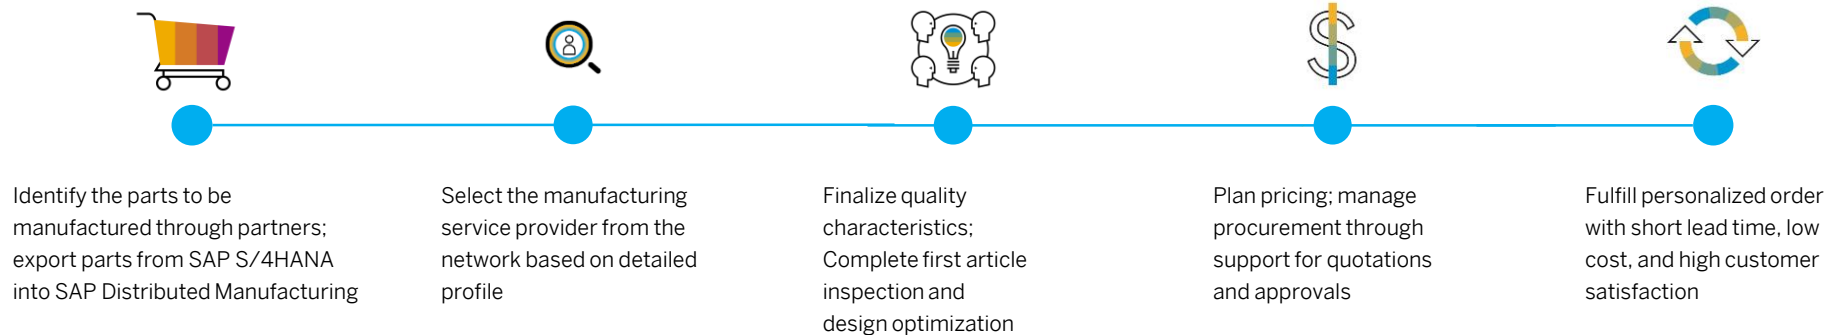 Identify the parts to be
manufactured through partners;
export parts from SAP S/4HANA
into SAP Distributed Manufacturing
Select the manufacturing
service provider from the
network based on detailed
profile
Finalize quality
characteristics;
Complete first article
inspection and
design optimization
Plan pricing; manage
procurement through
support for quotations
and approvals
Fulfill personalized order
with short lead time, low
cost, and high customer
satisfaction